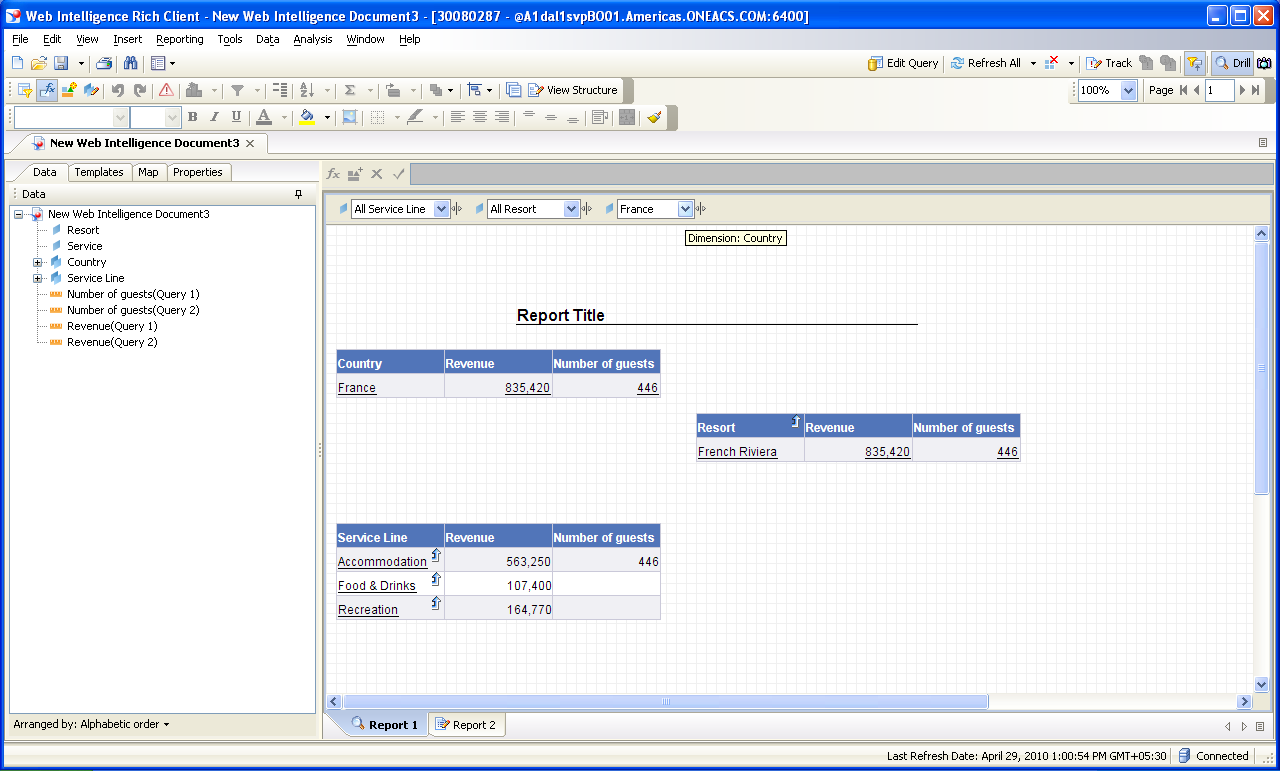 Web Intelligence Rich Client - New Web Intelligence Document3 - [30080287 - @A1dal1svpBO01.Americas.ONEACS.COM:6400]
File Edit View Insert Reporting Tools Data Analysis Window Help
Edit Query Refresh All Track Drill
View Structure 100% Page 1
B I U A
New Web Intelligence Document3
Data Templates Map Properties
Data
New Web Intelligence Document3
Resort
Service
Country
Service Line
Number of guests(Query 1)
Number of guests(Query 2)
Revenue(Query 1)
Revenue(Query 2)
Arranged by: Alphabetic order
fx
All Service Line All Resort France
Dimension: Country
Report Title
Country Revenue Number of guests
France 835,420 446
Resort Revenue Number of guests
French Riviera 835,420 446
Service Line Revenue Number of guests
Accommodation 563,250 446
Food & Drinks 107,400
Recreation 164,770
Report 1 Report 2
Last Refresh Date: April 29, 2010 1:00:54 PM GMT+05:30 Connected